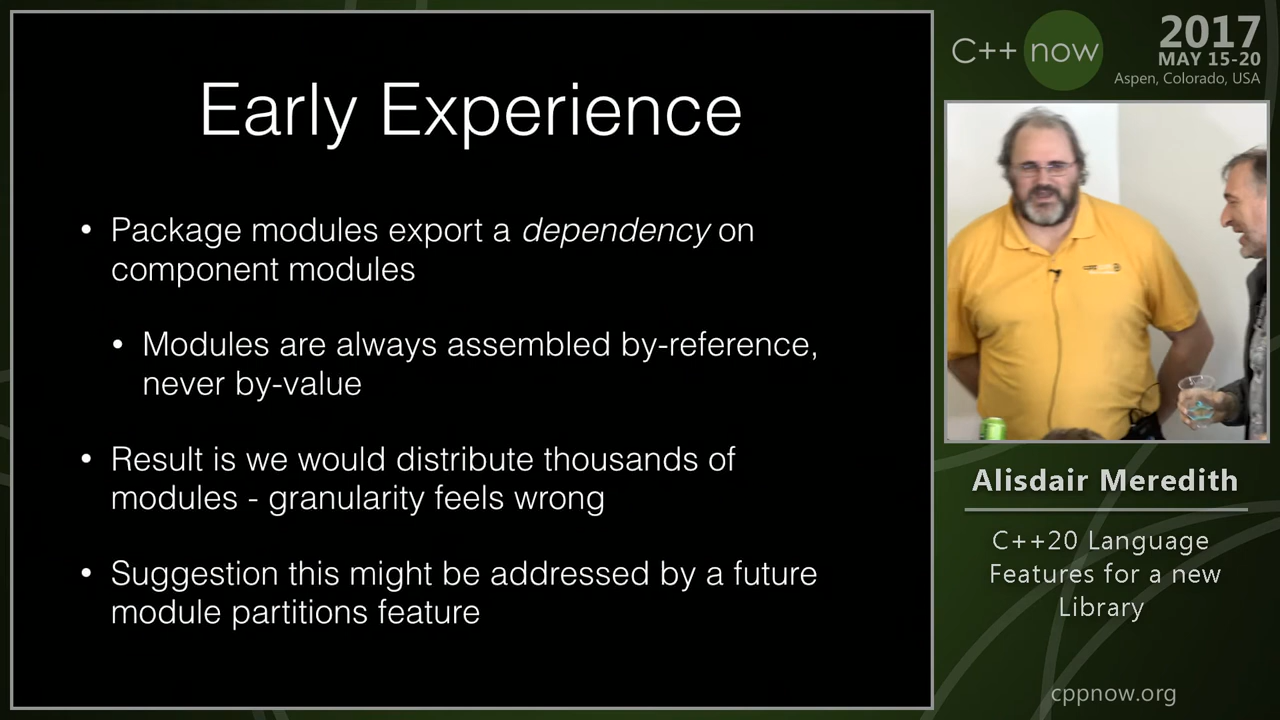 Early Experience
• Package modules export a dependency on
component modules
• Modules are always assembled by-reference,
never by-value
• Result is we would distribute thousands of
modules - granularity feels wrong
• Suggestion this might be addressed by a future
module partitions feature
C++ now
2017
MAY 15-20
Aspen, Colorado, USA
Alisdair Meredith
C++20 Language
Features for a new
Library
cppnow.org